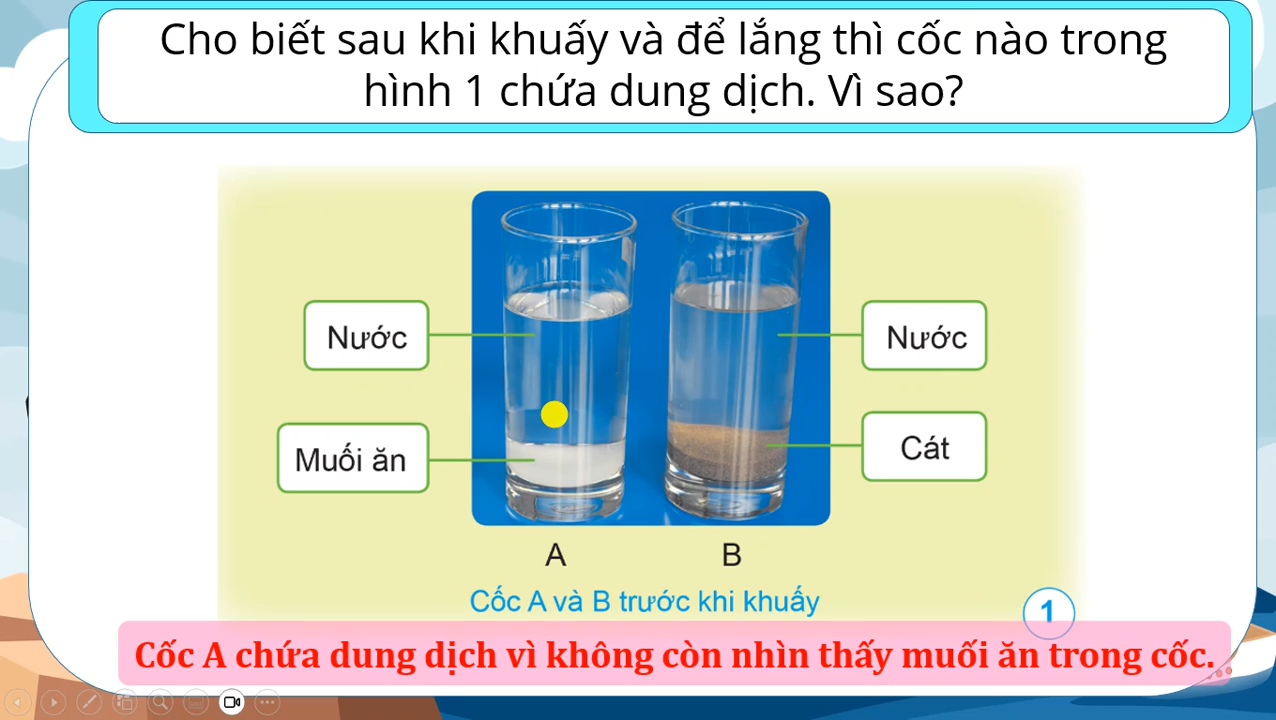 Cho biết sau khi khuấy và để lắng thì cốc nào trong
hình 1 chứa dung dịch. Vì sao?
Nước
Nước
Muối ăn
Cát
A
B
Cốc A và B trước khi khuấy
1
Cốc A chứa dung dịch vì không còn nhìn thấy muối ăn trong cốc.